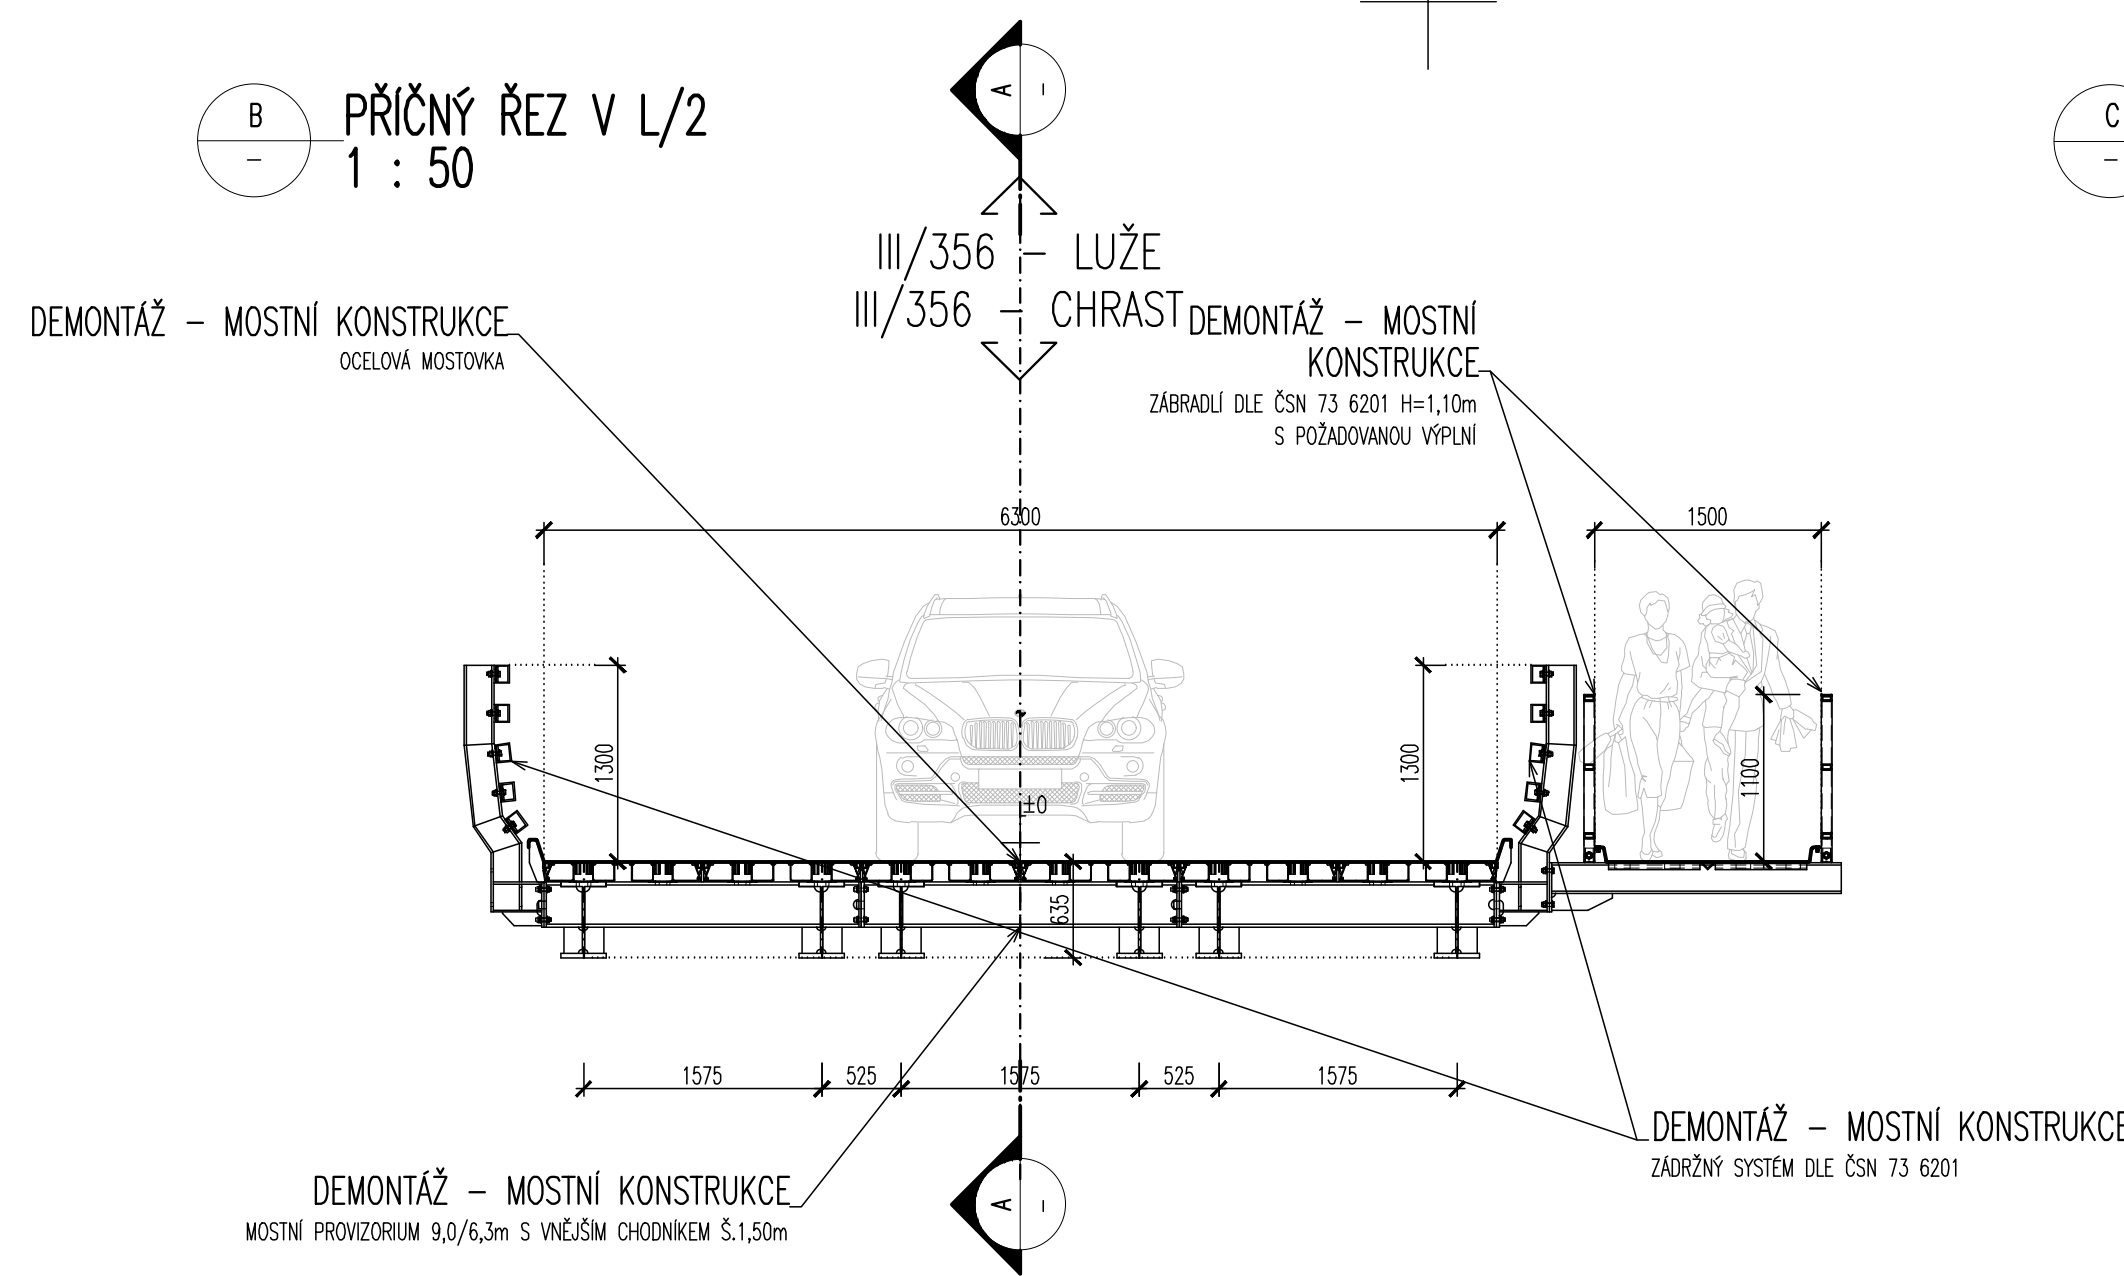 B
–
PŘÍČNÝ ŘEZ V L/2
1 : 50
A
–
C
–
III/356 – LUŽE
III/356 – CHRAST
DEMONTÁŽ – MOSTNÍ KONSTRUKCE
OCELOVÁ MOSTOVKA
DEMONTÁŽ – MOSTNÍ
KONSTRUKCE
ZÁBRADLÍ DLE ČSN 73 6201 H=1,10m
S POŽADOVANOU VÝPLNÍ
6300
1500
1300
1300
1100
±0
635
1575
525
1575
525
1575
DEMONTÁŽ – MOSTNÍ KONSTRUKCE
ZÁDRŽNÝ SYSTÉM DLE ČSN 73 6201
DEMONTÁŽ – MOSTNÍ KONSTRUKCE
MOSTNÍ PROVIZORIUM 9,0/6,3m S VNĚJŠÍM CHODNÍKEM Š.1,50m
A
–